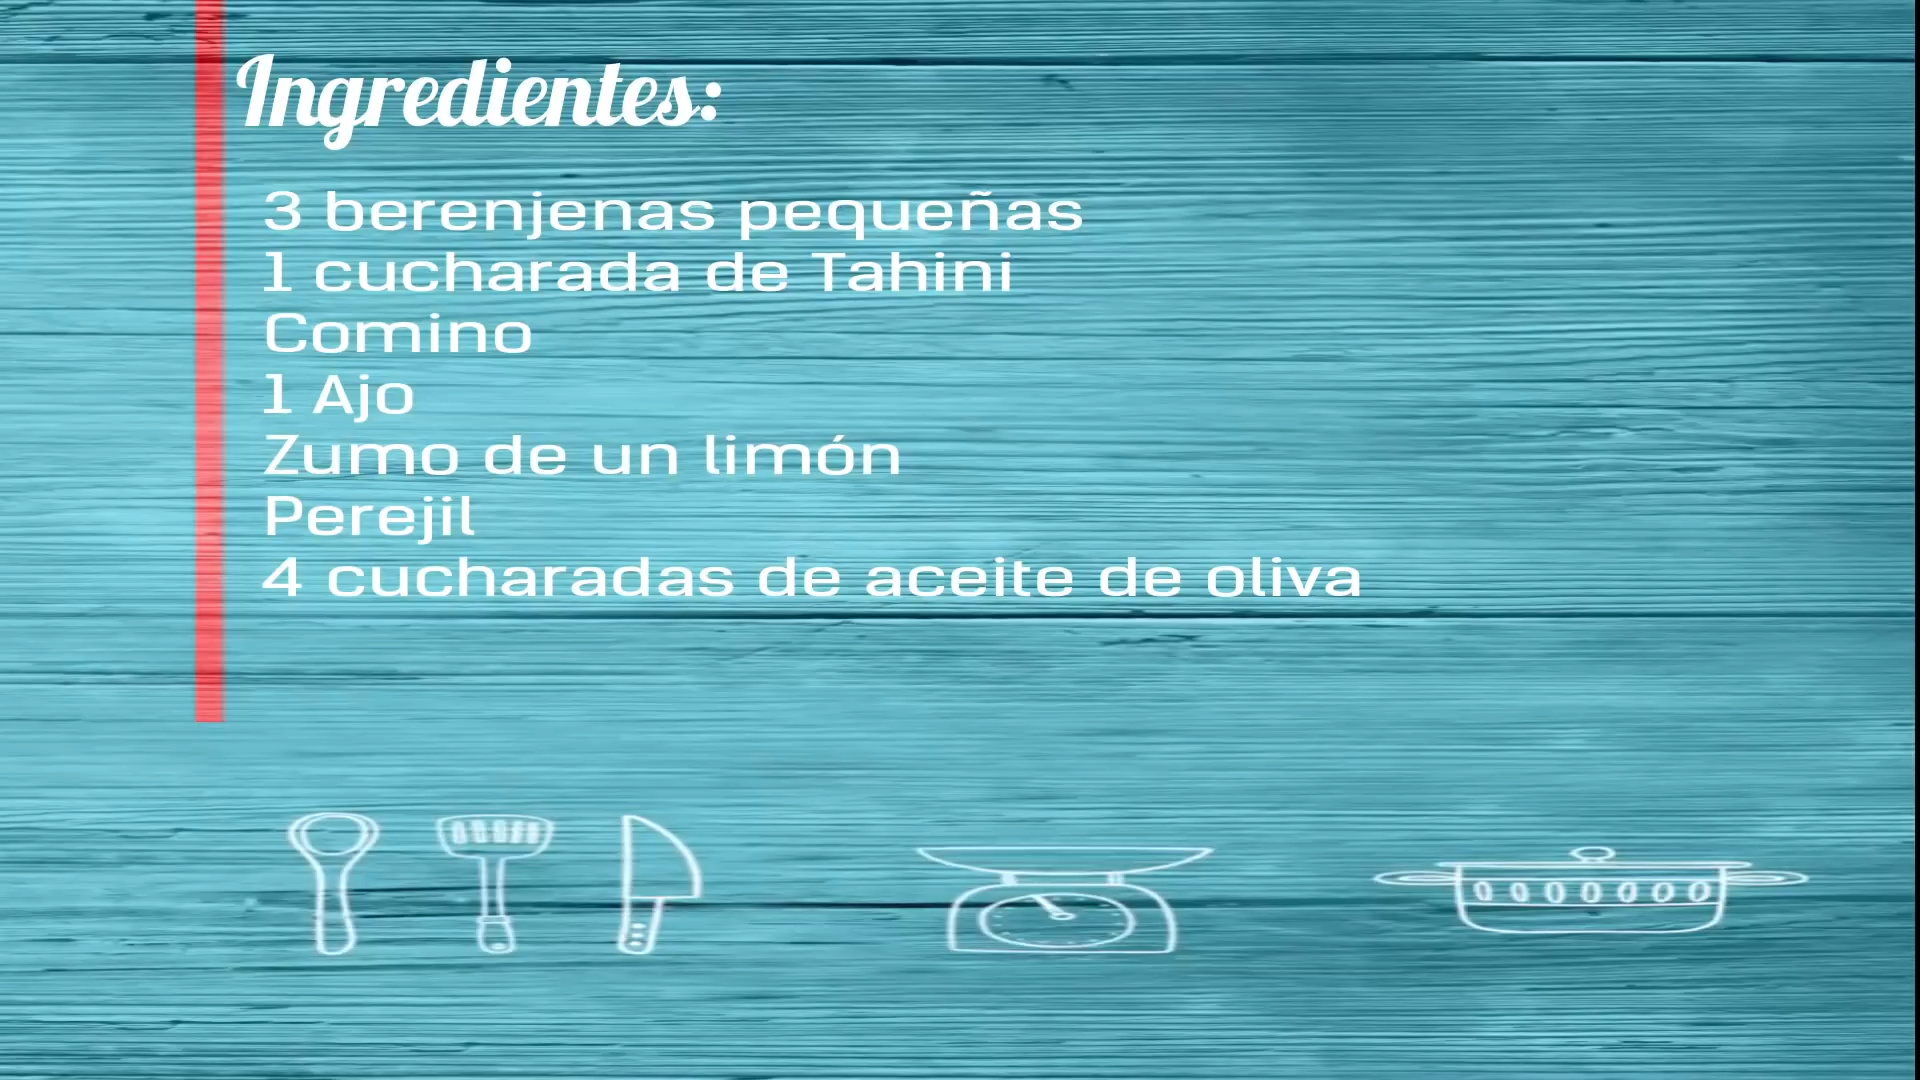 Ingredientes:
3 berenjenas pequeñas
1 cucharada de Tahini
Comino
1 Ajo
Zumo de un limón
Perejil
4 cucharadas de aceite de oliva